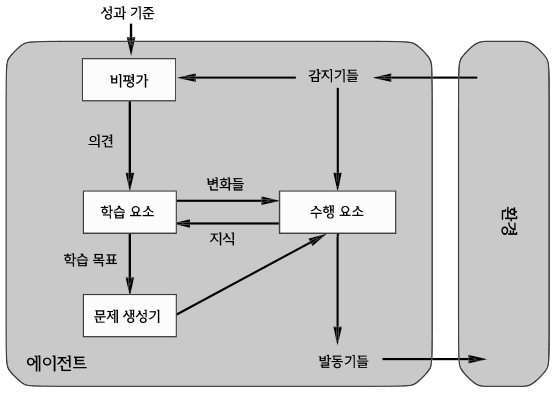 성과 기준
비평가
감지기들
의견
변화들
학습 요소
수행 요소
지식
학습 목표
문제 생성기
에이전트
발동기들
환경